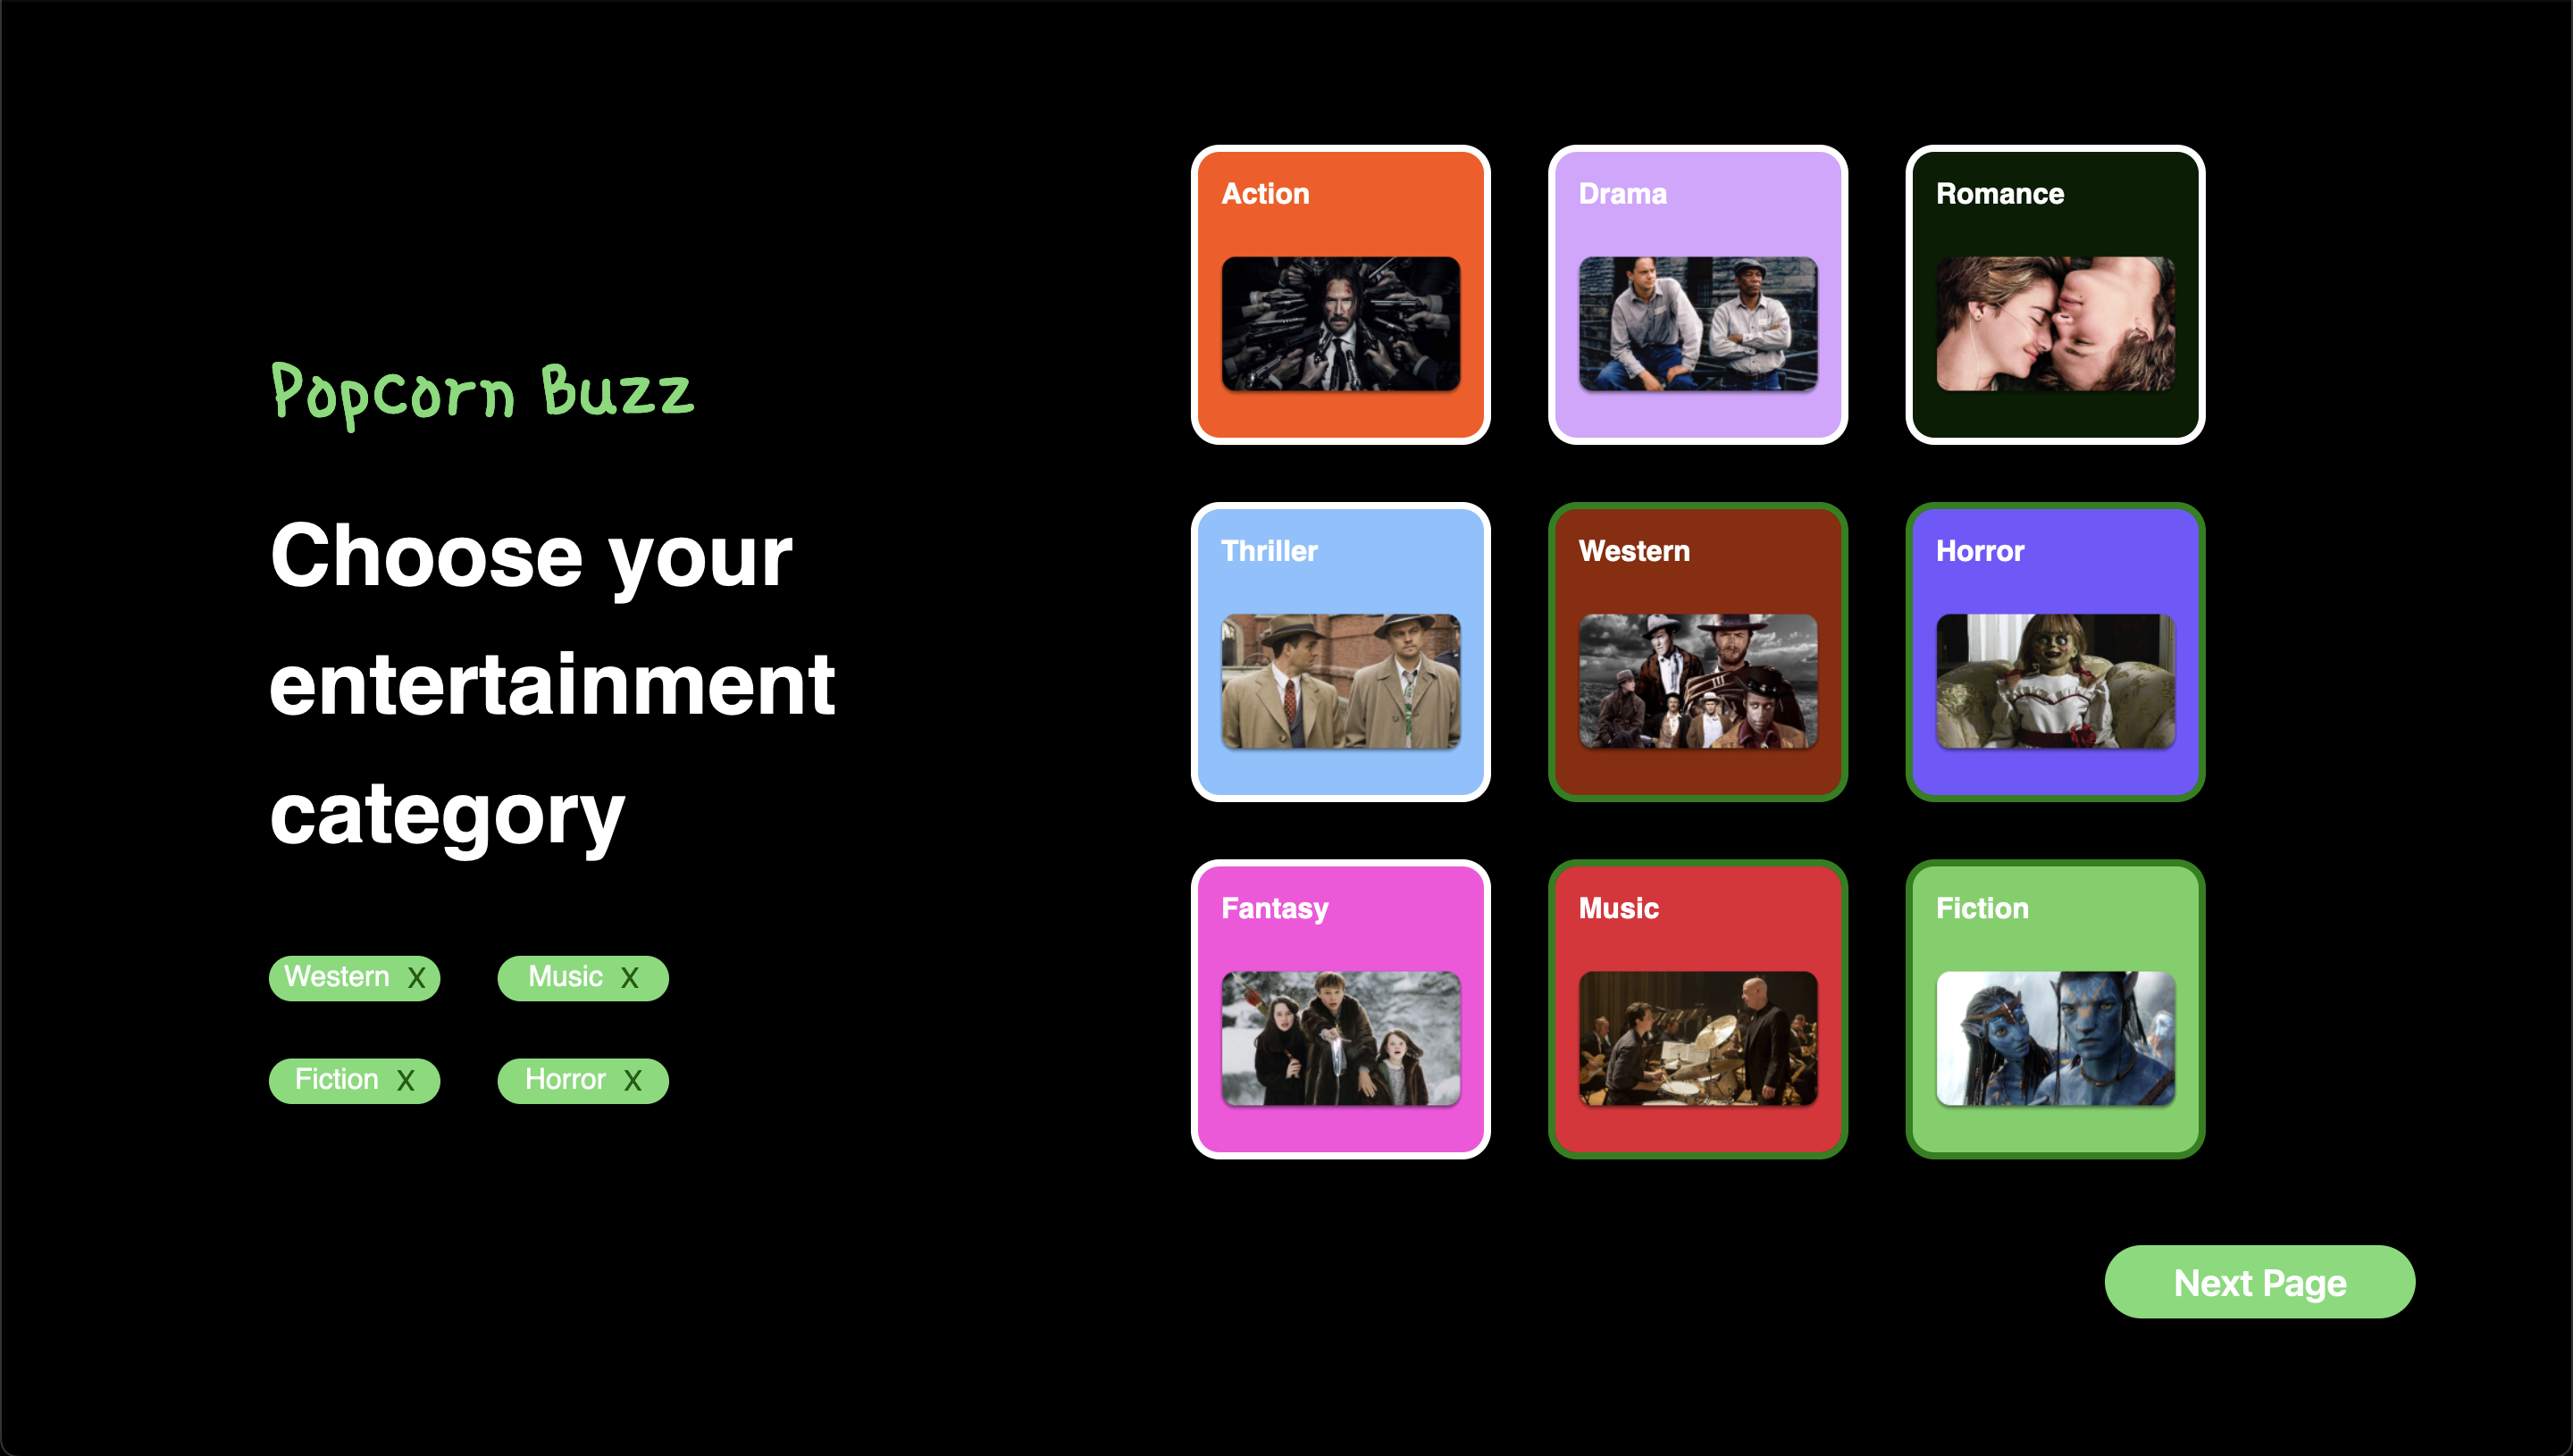 Popcorn Buzz
Choose your
entertainment
category
Western X
Music X
Fiction X
Horror X
Action
Drama
Romance
Thriller
Western
Horror
Fantasy
Music
Fiction
Next Page